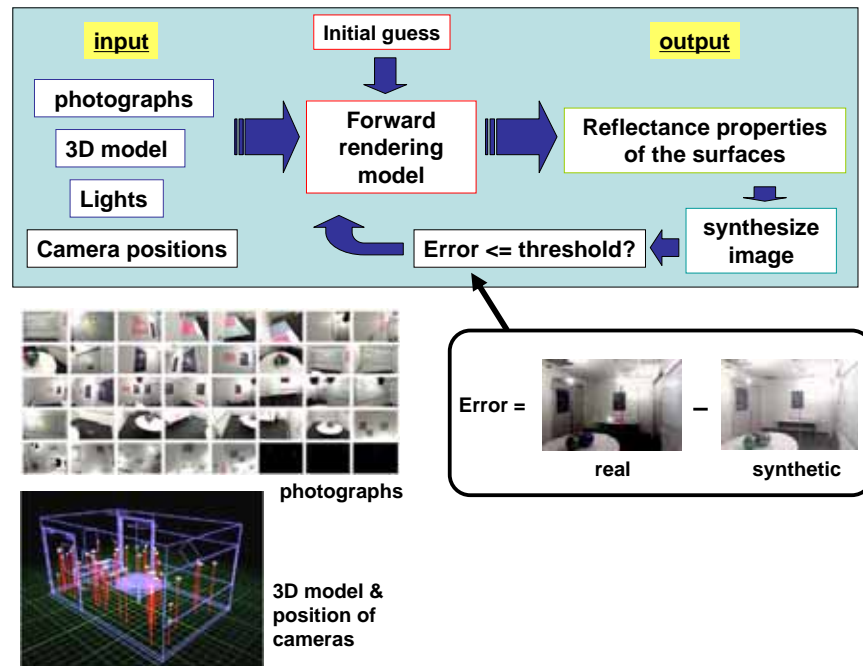 input
Initial guess
output
photographs
3D model
Lights
Camera positions
Forward
rendering
model
Reflectance properties
of the surfaces
synthesize
image
Error <= threshold?
Error =
–
real
synthetic
photographs
3D model &
position of
cameras